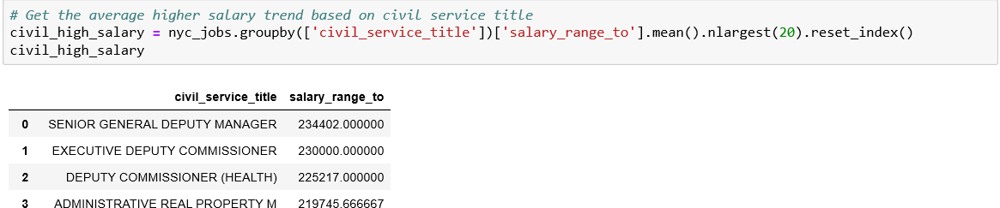 # Get the average higher salary trend based on civil service title
civil_high_salary = nyc_jobs.groupby(['civil_service_title'])['salary_range_to'].mean().nlargest(20).reset_index()
civil_high_salary
civil_service_title salary_range_to
0 SENIOR GENERAL DEPUTY MANAGER 234402.000000
1 EXECUTIVE DEPUTY COMMISSIONER 230000.000000
2 DEPUTY COMMISSIONER (HEALTH) 225217.000000
3 ADMINISTRATIVE REAL PROPERTY M 219745.666667